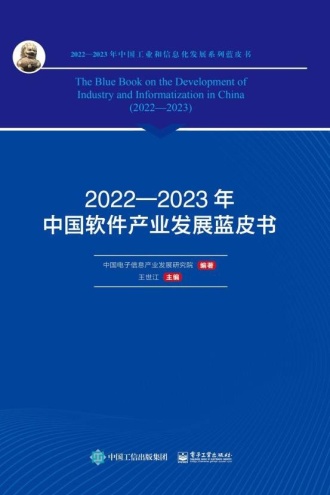 2022—2023年中国工业和信息化发展系列蓝皮书
The Blue Book on the Development of
Industry and Informatization in China
(2022—2023)
2022—2023 年
中国软件产业发展蓝皮书
中国电子信息产业发展研究院 编著
王世江 主编
中国工信出版集团
电子工业出版社